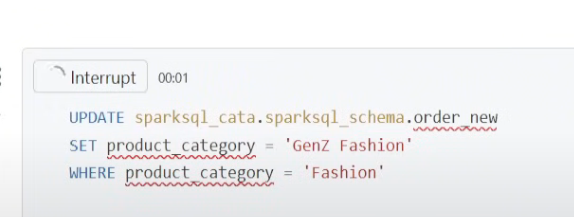 Interrupt 00:01
UPDATE sparksql_cata.sparksql_schema.order_new
SET product_category = 'GenZ Fashion'
WHERE product_category = 'Fashion'